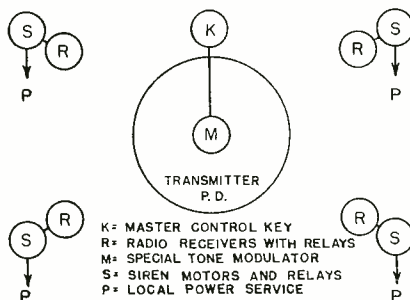 S
R
P
K
S
R
P
M
TRANSMITTER
P. D.
S
R
P
R
S
P
K= MASTER CONTROL KEY
R= RADIO RECEIVERS WITH RELAYS
M= SPECIAL TONE MODULATOR
S= SIREN MOTORS AND RELAYS
P= LOCAL POWER SERVICE